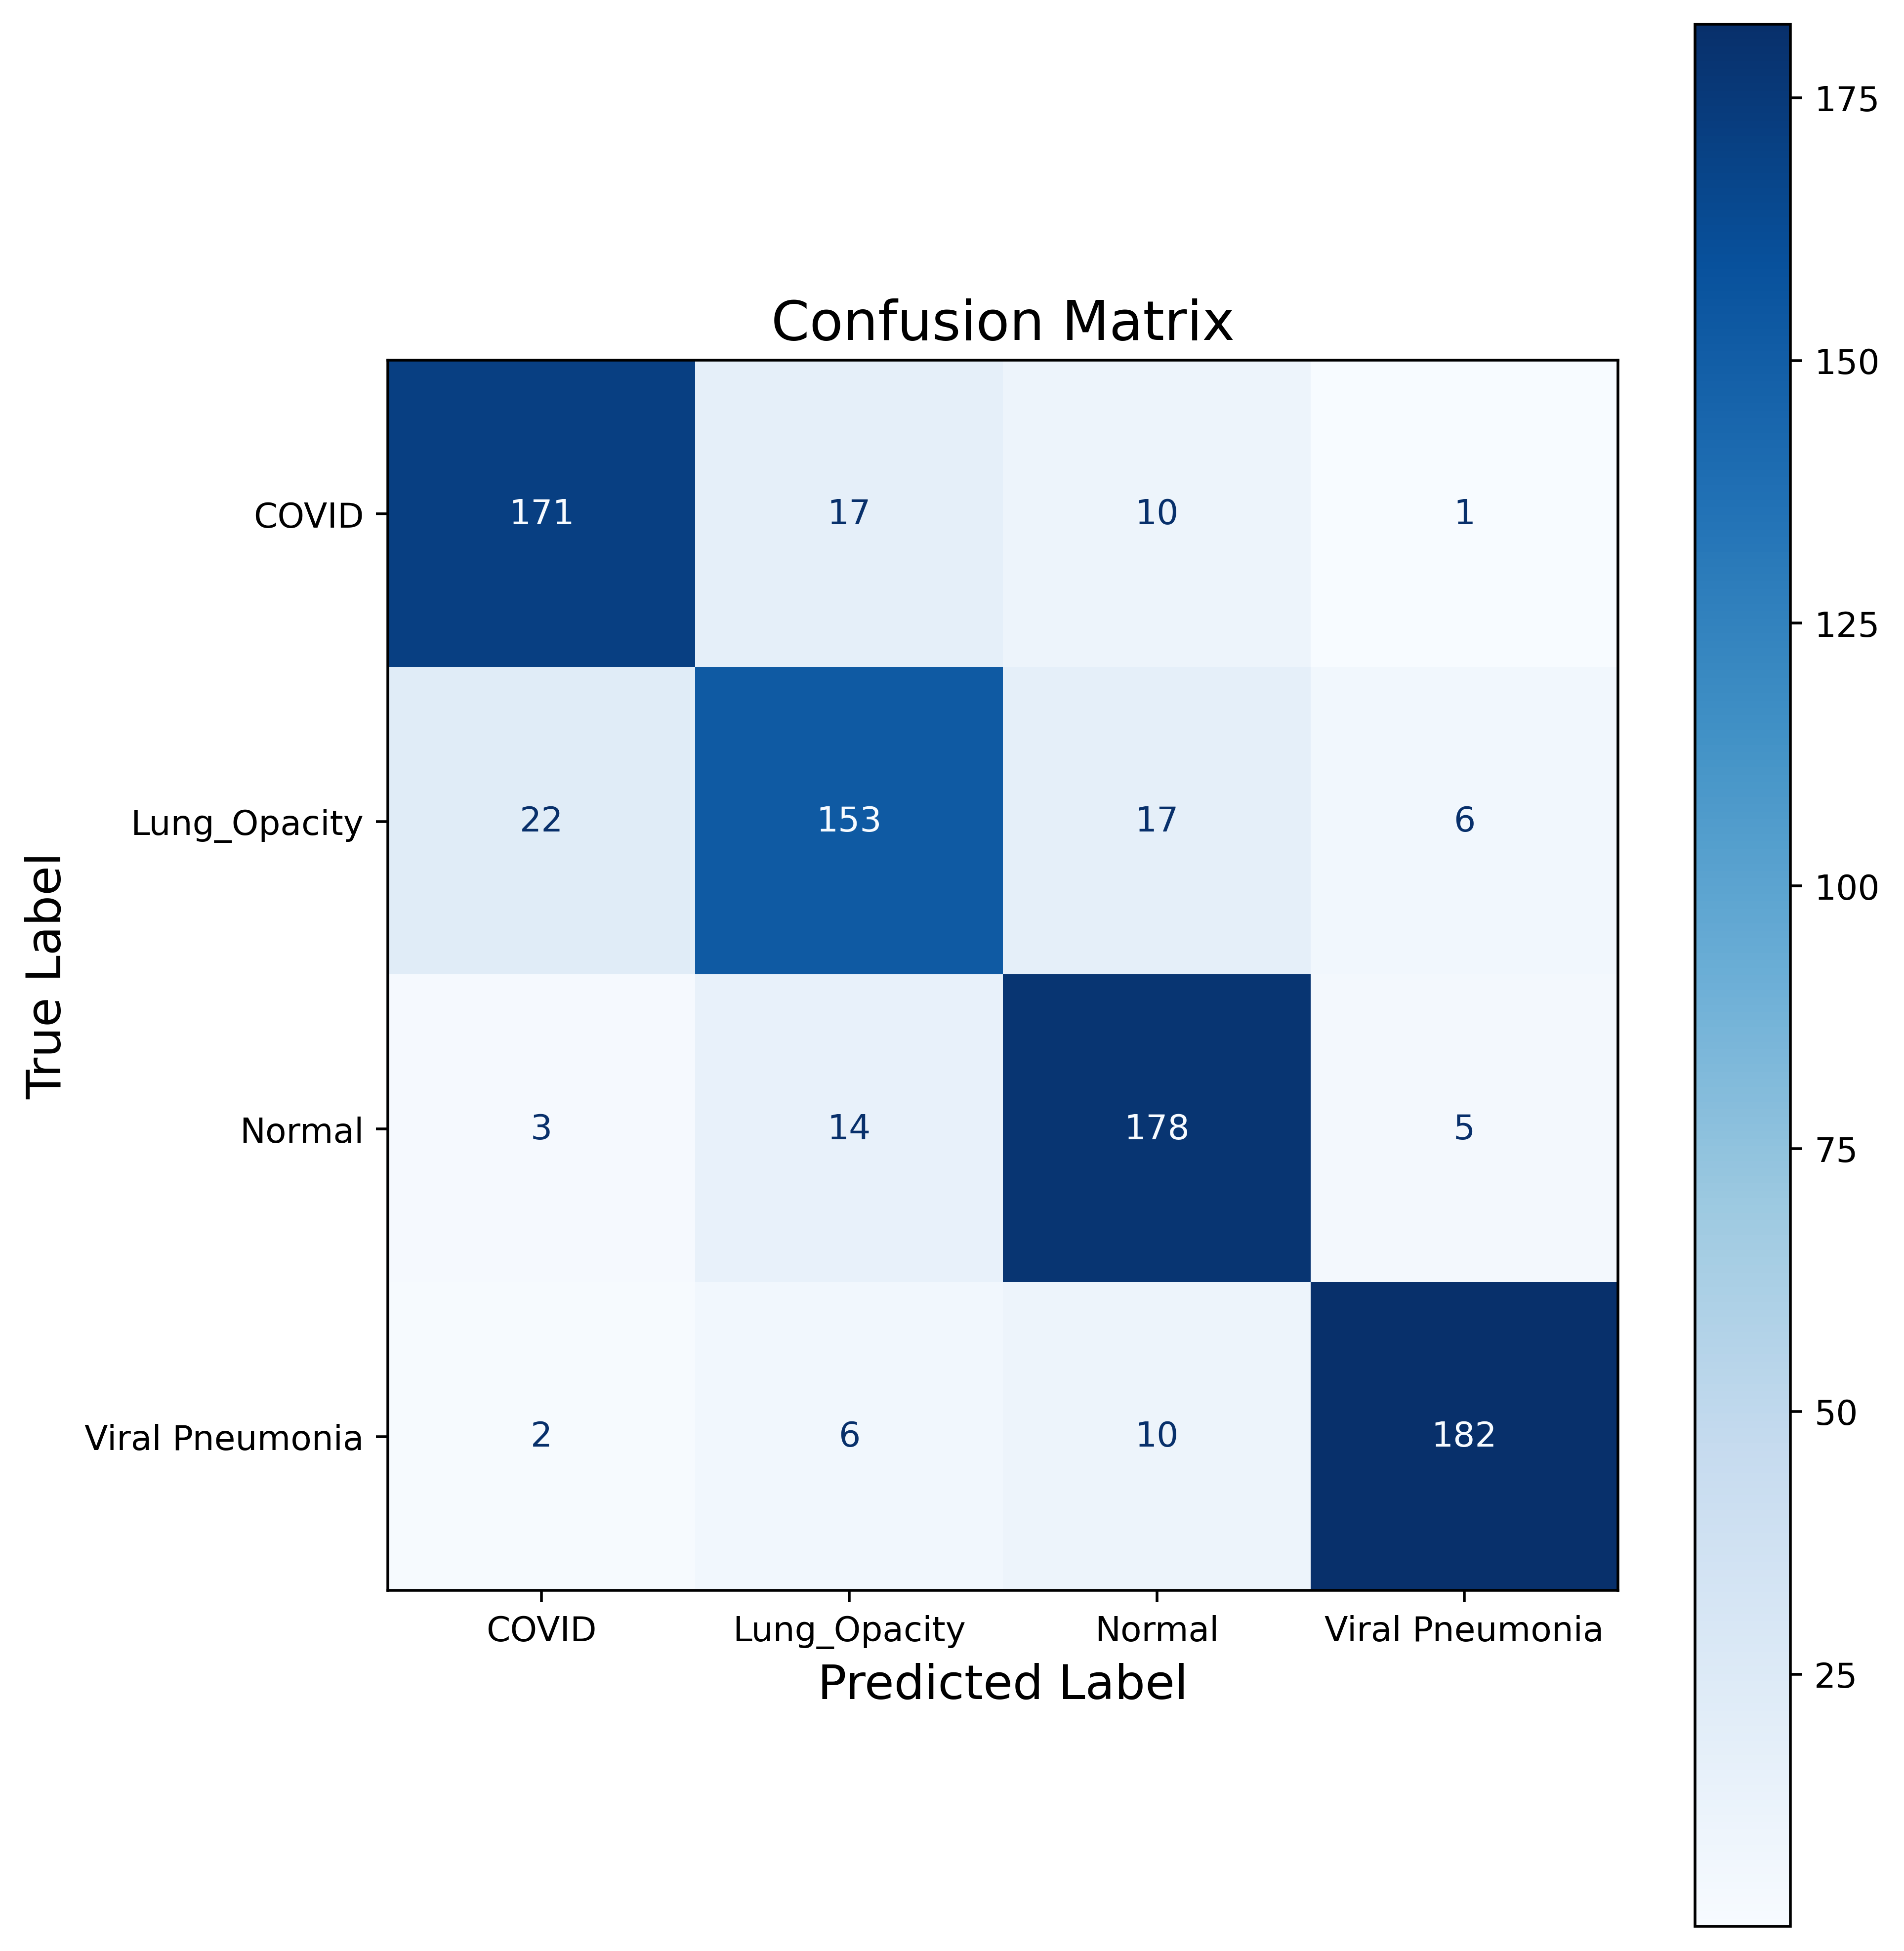 Confusion Matrix
True Label
COVID 171 17 10 1
Lung_Opacity 22 153 17 6
Normal 3 14 178 5
Viral Pneumonia 2 6 10 182
COVID Lung_Opacity Normal Viral Pneumonia
Predicted Label
175
150
125
100
75
50
25